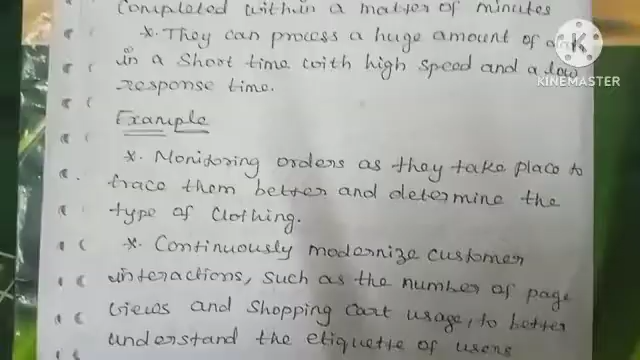 completed within a matter of minutes
*. They can process a huge amount of
in a short time with high speed and a low
response time.
Example
*. Monitoring orders as they take place to
trace them better and determine the
type of clothing.
*. Continuously modernize customer
interactions, such as the number of page
views and shopping cart usage, to better
understand the etiquette of users
KINEMASTER